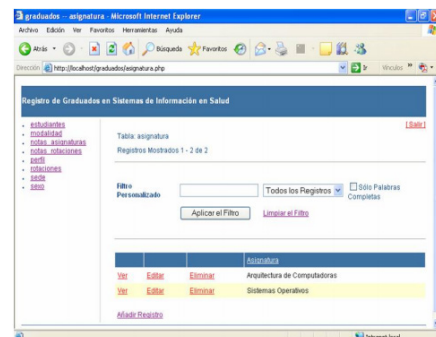 graduados -- asignatura - Microsoft Internet Explorer
Archivo Edición Ver Favoritos Herramientas Ayuda
Atrás Búsqueda Favoritos
Dirección http://localhost/graduados/asignatura.php Ir Vínculos
Registro de Graduados en Sistemas de Información en Salud
[ Salir ]
estudiantes
modalidad
notas_asignaturas
notas_rotaciones
perfil
rotaciones
sede
sexo
Tabla: asignatura
Registros Mostrados 1 - 2 de 2
Filtro Personalizado
Todos los Registros
Sólo Palabras Completas
Aplicar el Filtro Limpiar el Filtro
Asignatura
Ver Editar Eliminar Arquitectura de Computadoras
Ver Editar Eliminar Sistemas Operativos
Añadir Registro